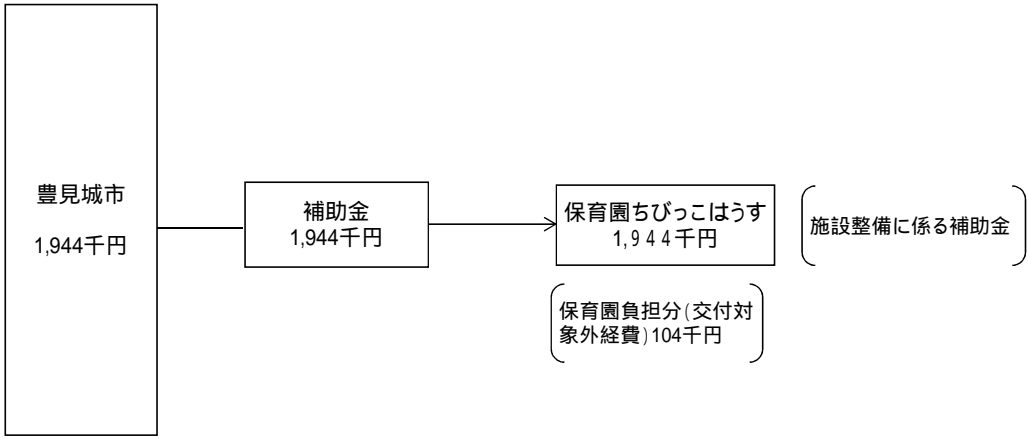 豊見城市
1,944千円
補助金
1,944千円
保育園ちびっこはうす
1,944千円
施設整備に係る補助金
保育園負担分(交付対
象外経費)104千円